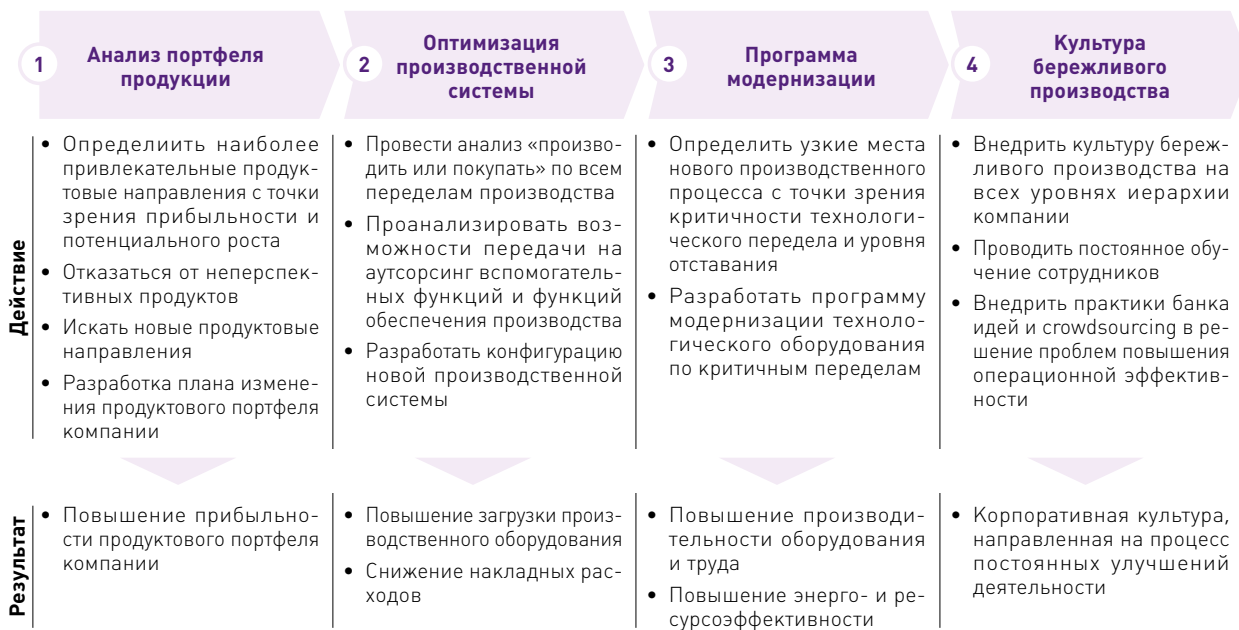 1
Анализ портфеля
продукции
2
Оптимизация
производственной
системы
3
Программа
модернизации
4
Культура
бережливого
производства
Действие
• Определиить наиболее
привлекательные продук-
товые направления с точки
зрения прибыльности и
потенциального роста
• Отказаться от неперспек-
тивных продуктов
• Искать новые продуктовые
направления
• Разработка плана измене-
ния продуктового портфеля
компании
• Провести анализ «произво-
дить или покупать» по всем
переделам производства
• Проанализировать воз-
можности передачи на
аутсорсинг вспомогатель-
ных функций и функций
обеспечения производства
• Разработать конфигурацию
новой производственной
системы
• Определить узкие места
нового производственного
процесса с точки зрения
критичности технологи-
ческого передела и уровня
отставания
• Разработать программу
модернизации техноло-
гического оборудования
по критичным переделам
• Внедрить культуру береж-
ливого производства на
всех уровнях иерархии
компании
• Проводить постоянное обу-
чение сотрудников
• Внедрить практики банка
идей и crowdsourcing в ре-
шение проблем повышения
операционной эффектив-
ности
Результат
• Повышение прибыльно-
сти продуктового портфеля
компании
• Повышение загрузки произ-
водственного оборудования
• Снижение накладных рас-
ходов
• Повышение производи-
тельности оборудования
и труда
• Повышение энерго- и ре-
сурсоэффективности
• Корпоративная культура,
направленная на процесс
постоянных улучшений
деятельности